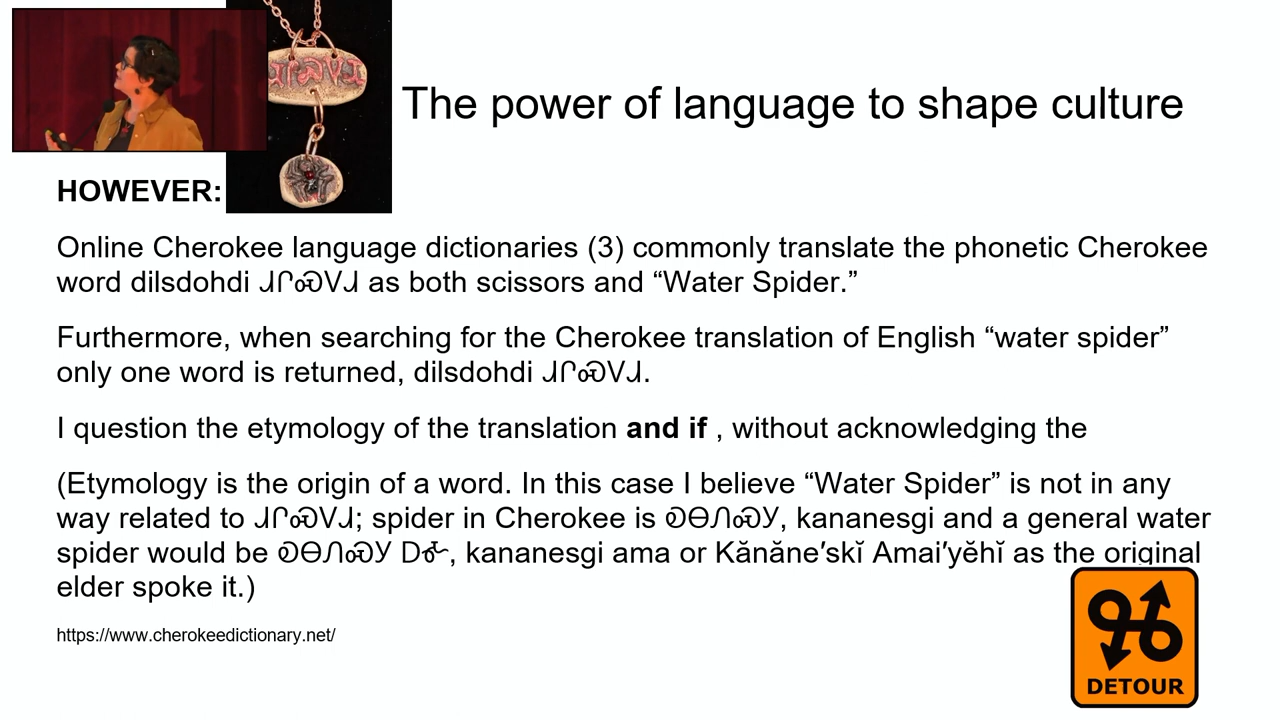 The power of language to shape culture
HOWEVER:
Online Cherokee language dictionaries (3) commonly translate the phonetic Cherokee
word dilsdohdi ᏗᎵᏍᏙᏗ as both scissors and “Water Spider.”
Furthermore, when searching for the Cherokee translation of English “water spider”
only one word is returned, dilsdohdi ᏗᎵᏍᏙᏗ.
I question the etymology of the translation and if , without acknowledging the
(Etymology is the origin of a word. In this case I believe “Water Spider” is not in any
way related to ᏗᎵᏍᏙᏗ; spider in Cherokee is ᎧᎾᏁᏍᎩ, kananesgi and a general water
spider would be ᎧᎾᏁᏍᎩ ᎠᎹ, kananesgi ama or Kănăne′skĭ Amai′yĕhĭ as the original
elder spoke it.)
https://www.cherokeedictionary.net/
DETOUR